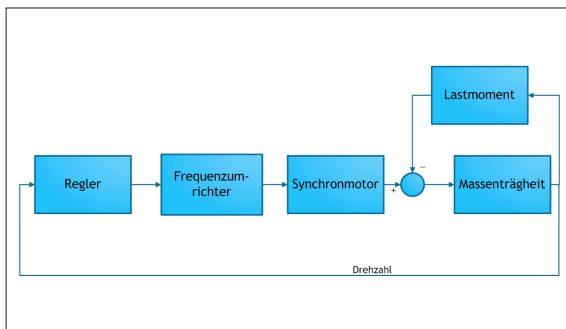 Lastmoment
Regler
Frequenzum-
richter
Synchronmotor
+
−
Massenträgheit
Drehzahl